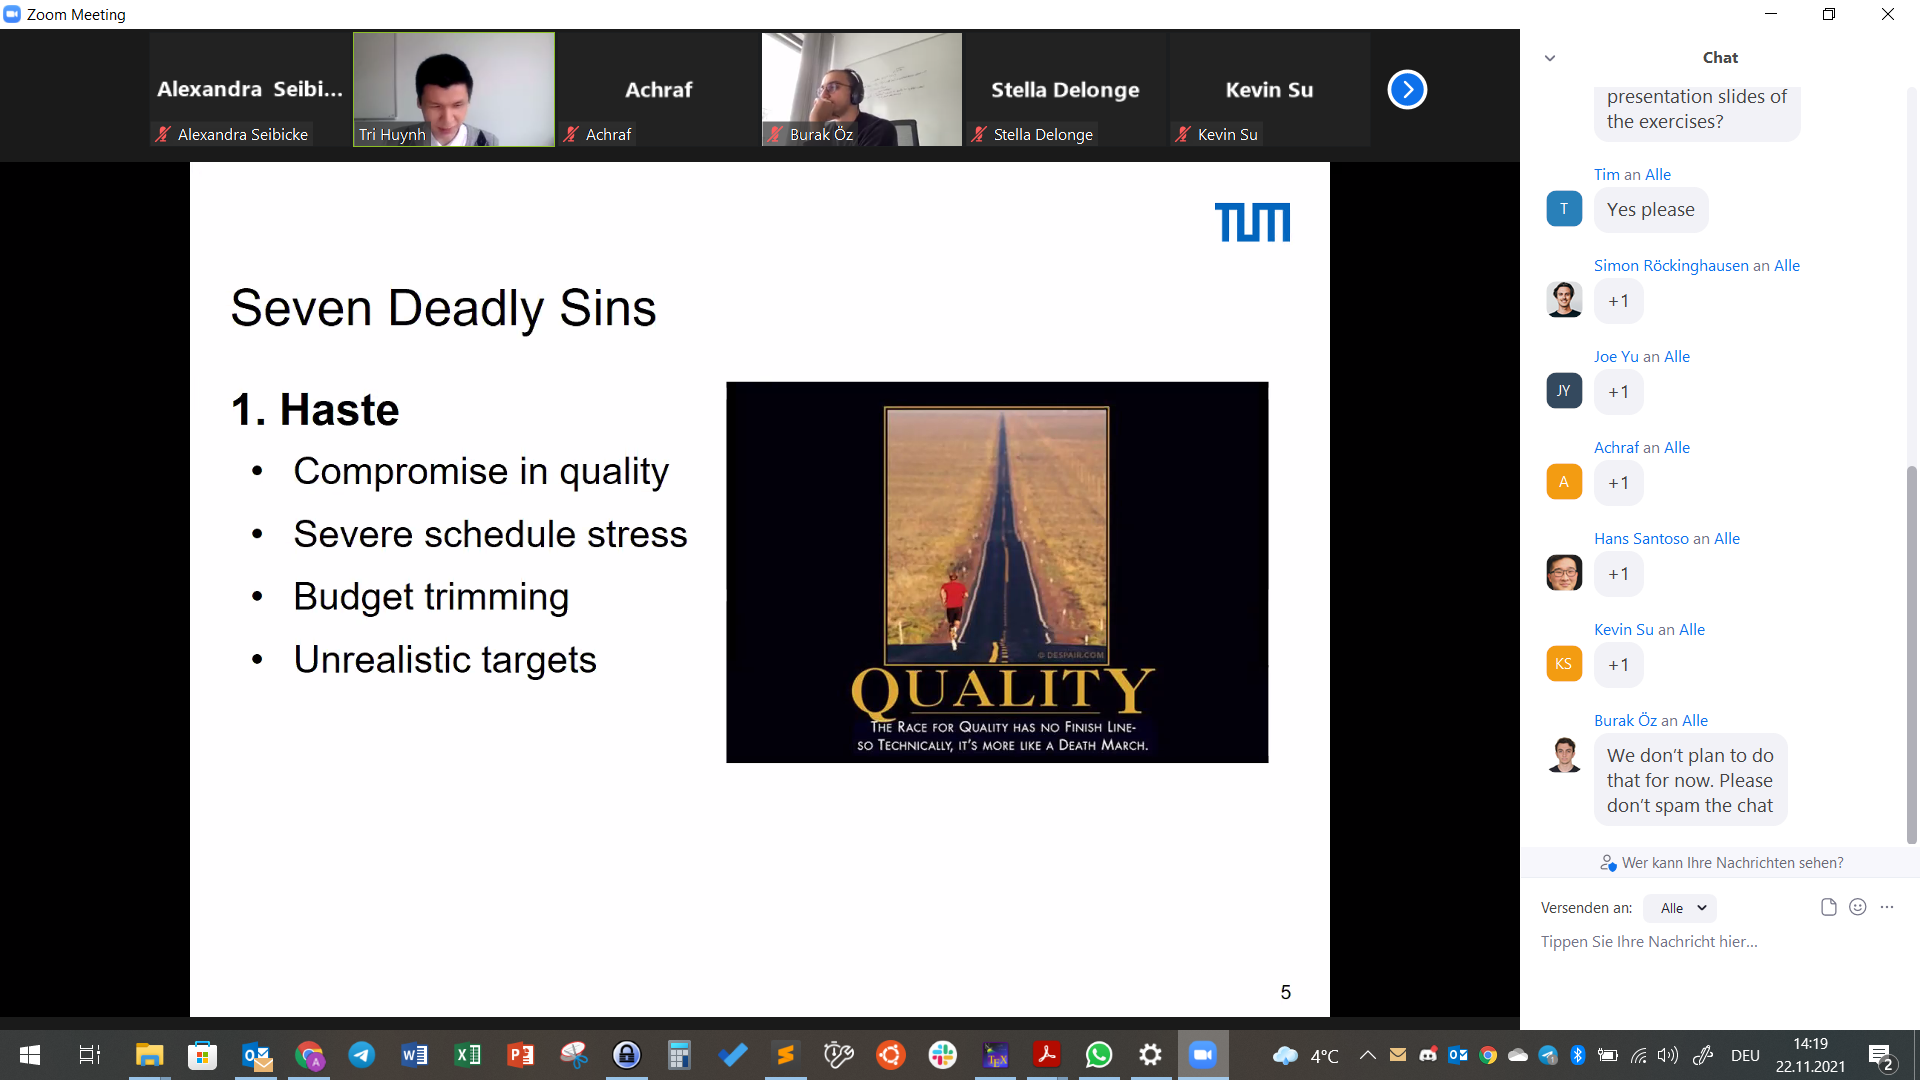 Zoom Meeting
Alexandra Seibi...
Alexandra Seibicke
Tri Huynh
Achraf
Achraf
Burak Öz
Stella Delonge
Stella Delonge
Kevin Su
Kevin Su
TUM
Seven Deadly Sins
1. Haste
• Compromise in quality
• Severe schedule stress
• Budget trimming
• Unrealistic targets
© DESPAIR.COM
QUALITY
THE RACE FOR QUALITY HAS NO FINISH LINE-
SO TECHNICALLY, IT'S MORE LIKE A DEATH MARCH.
5
Chat
presentation slides of
the exercises?
Tim an Alle
T
Yes please
Simon Röckinghausen an Alle
+1
Joe Yu an Alle
JY
+1
Achraf an Alle
A
+1
Hans Santoso an Alle
+1
Kevin Su an Alle
KS
+1
Burak Öz an Alle
We don't plan to do
that for now. Please
don't spam the chat
Wer kann Ihre Nachrichten sehen?
Versenden an: Alle
Tippen Sie Ihre Nachricht hier...
4°C
DEU
14:19
22.11.2021
2